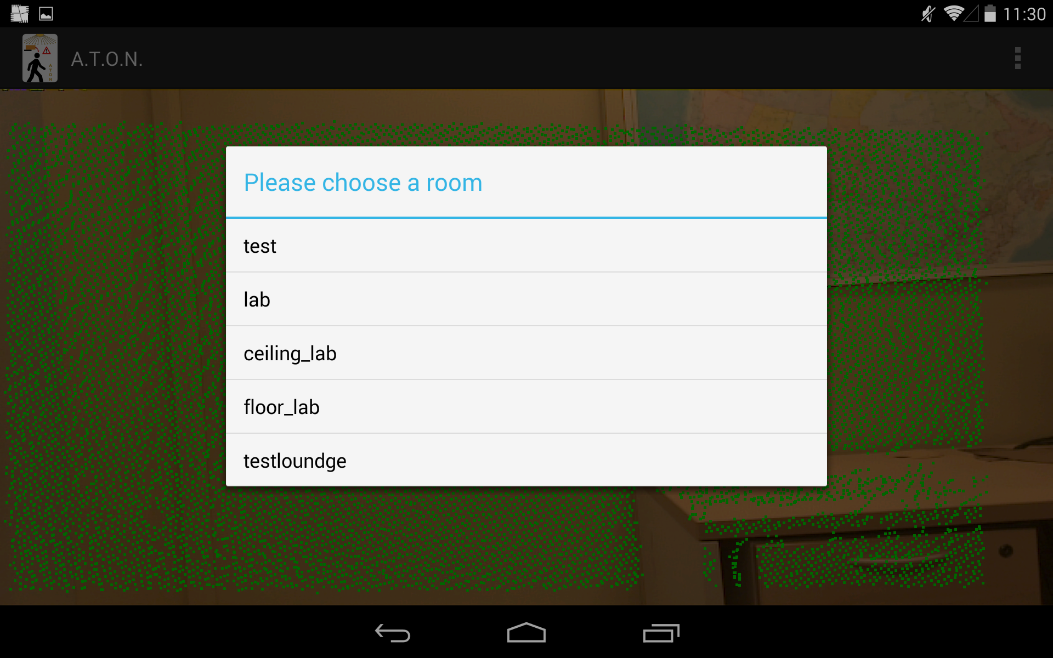 11:30
A.T.O.N.
Please choose a room
test
lab
ceiling_lab
floor_lab
testloundge